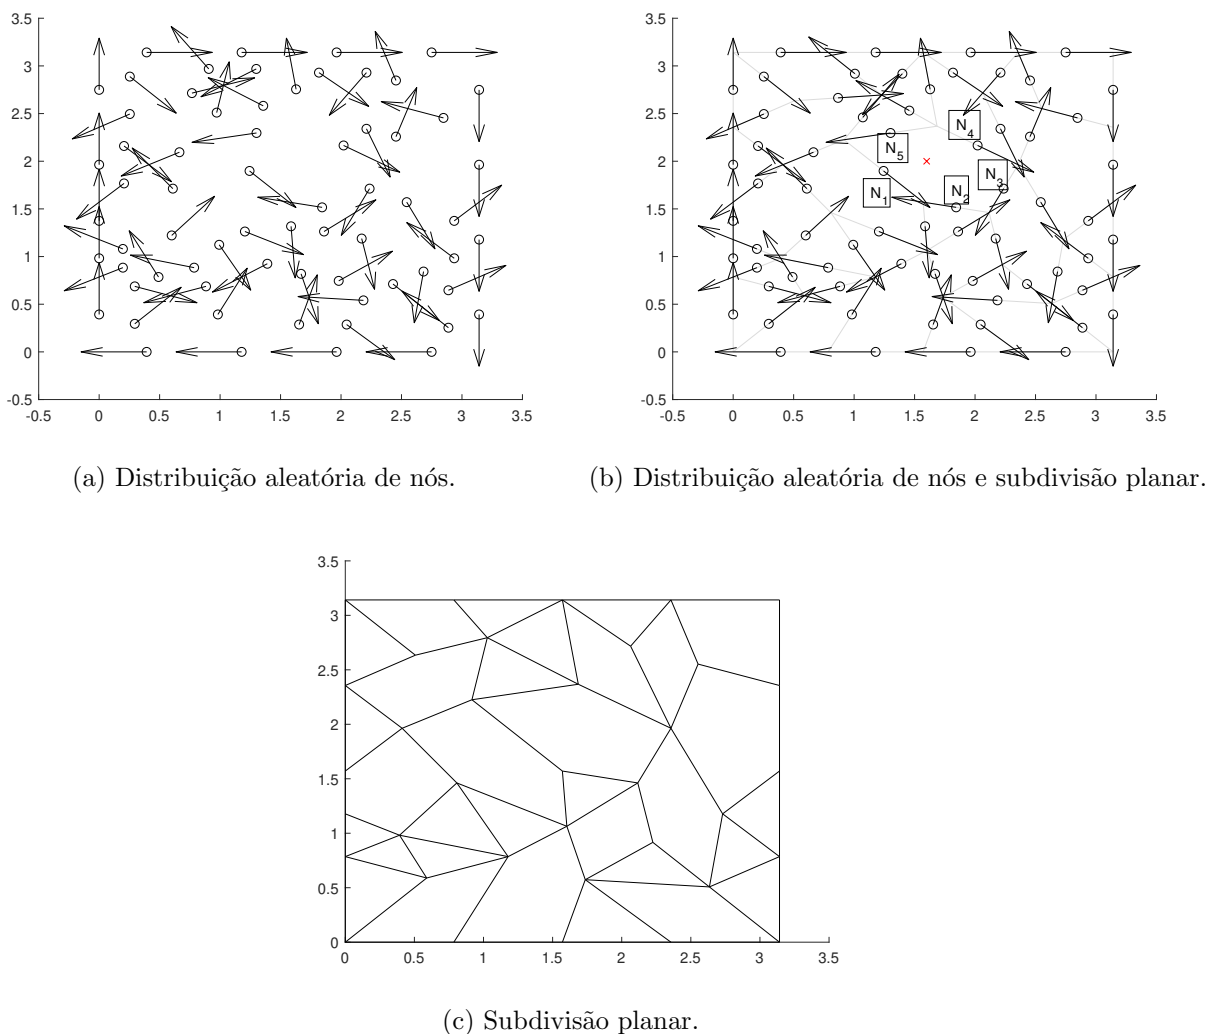 3.5
3
2.5
2
1.5
1
0.5
0
-0.5
-0.5 0 0.5 1 1.5 2 2.5 3 3.5
(a) Distribuição aleatória de nós.
3.5
3
2.5
2
1.5
1
0.5
0
-0.5
-0.5 0 0.5 1 1.5 2 2.5 3 3.5
N4
N5
N3
N1
N2
(b) Distribuição aleatória de nós e subdivisão planar.
3.5
3
2.5
2
1.5
1
0.5
0
0 0.5 1 1.5 2 2.5 3 3.5
(c) Subdivisão planar.